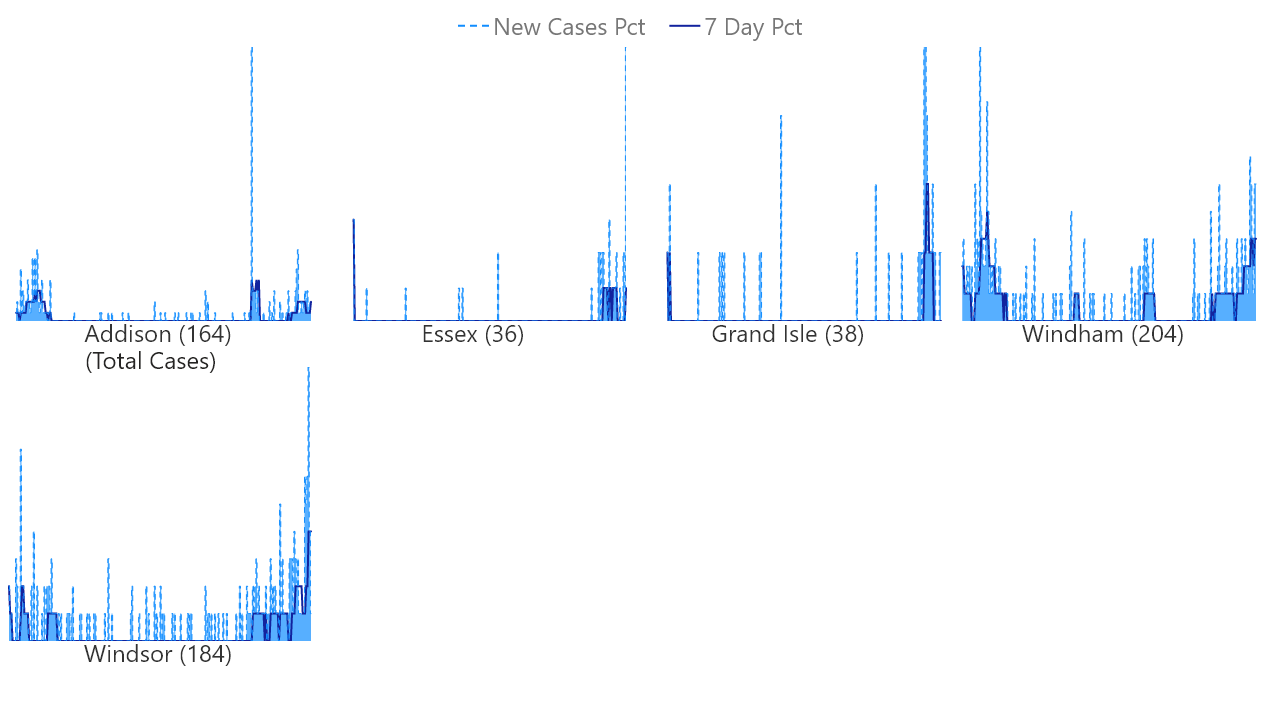 New Cases Pct 7 Day Pct
Addison (164)
(Total Cases)
Essex (36)
Grand Isle (38)
Windham (204)
Windsor (184)